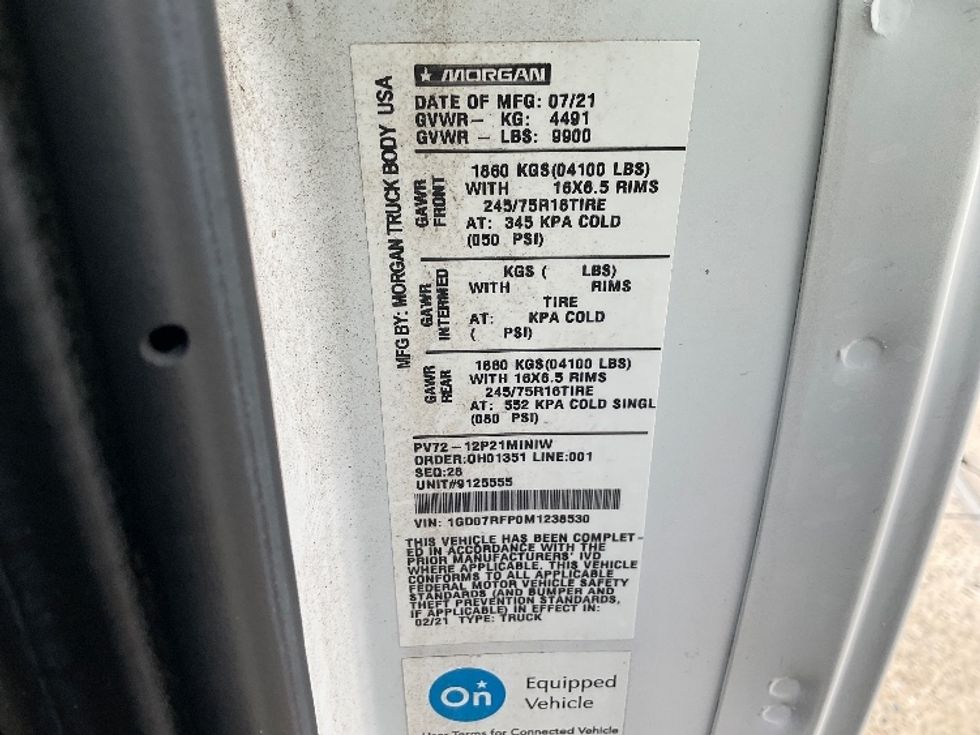 ★ MORGAN
MFG BY: MORGAN TRUCK BODY USA
DATE OF MFG: 07/21
GVWR- KG: 4491
GVWR - LBS: 9900
GAWR FRONT
1860 KGS(04100 LBS)
WITH 16X6.5 RIMS
245/75R16TIRE
AT: 345 KPA COLD
(050 PSI)
GAWR INTERMED
KGS ( LBS)
WITH RIMS
TIRE
AT: KPA COLD
( PSI)
GAWR REAR
1860 KGS(04100 LBS)
WITH 16X6.5 RIMS
245/75R16TIRE
AT: 552 KPA COLD SINGL
(080 PSI)
PV72-12P21MINIW
ORDER:0H01351 LINE:001
SEQ:28
UNIT#9125555
VIN: 1GD07RFP0M1238530
THIS VEHICLE HAS BEEN COMPLET-
ED IN ACCORDANCE WITH THE
PRIOR MANUFACTURERS' IVD
WHERE APPLICABLE. THIS VEHICLE
CONFORMS TO ALL APPLICABLE
FEDERAL MOTOR VEHICLE SAFETY
STANDARDS (AND BUMPER AND
THEFT PREVENTION STANDARDS,
IF APPLICABLE) IN EFFECT IN:
02/21 TYPE: TRUCK
On
Equipped
Vehicle
User Terms for Connected Vehicle